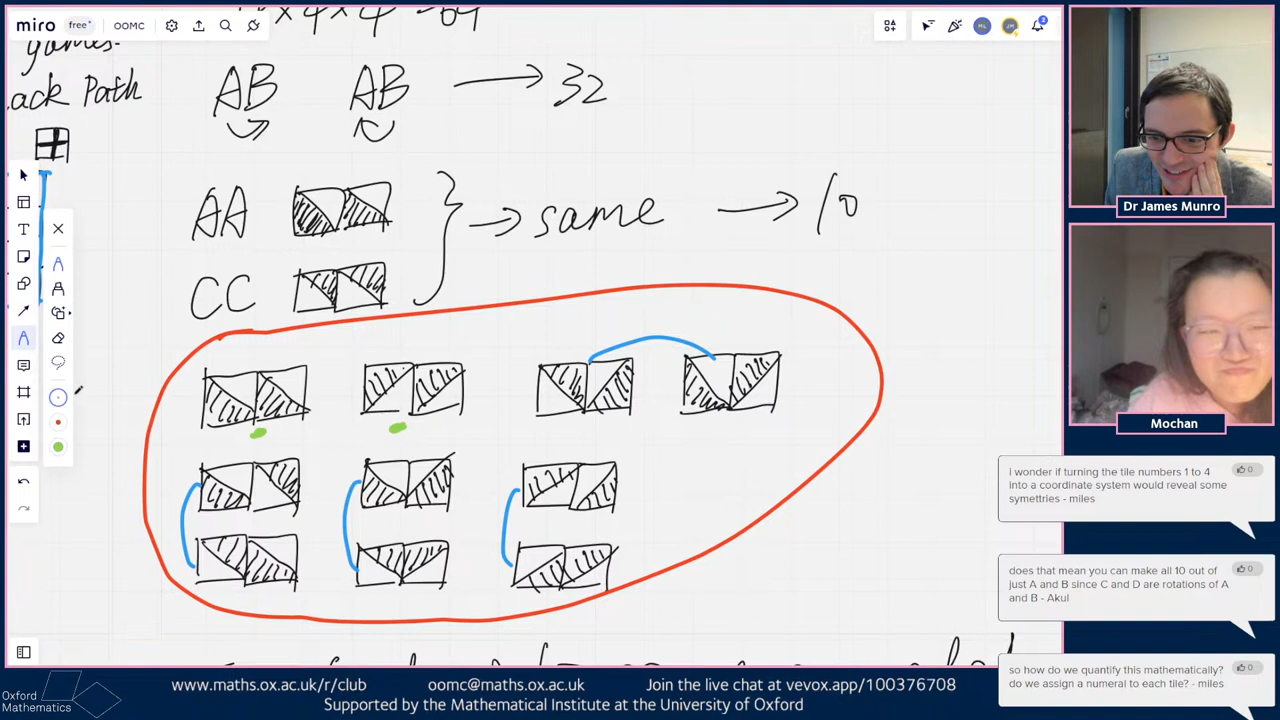 miro free OOMC
games.
ack Path
AB AB → 32
AA
CC
→ same → 10
2
Dr James Munro
Mochan
I wonder if turning the tile numbers 1 to 4
into a coordinate system would reveal some
symettries - miles
0
does that mean you can make all 10 out of
just A and B since C and D are rotations of A
and B - Akul
0
so how do we quantify this mathematically?
do we assign a numeral to each tile? - miles
0
Oxford
Mathematics
www.maths.ox.ac.uk/r/club oomc@maths.ox.ac.uk Join the live chat at vevox.app/100376708
Supported by the Mathematical Institute at the University of Oxford